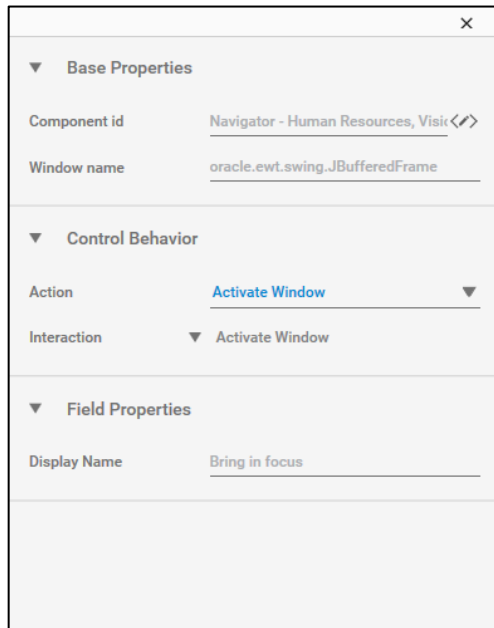 Base Properties
Component id Navigator - Human Resources, Visi
Window name oracle.ewt.swing.JBufferedFrame
Control Behavior
Action Activate Window
Interaction Activate Window
Field Properties
Display Name Bring in focus